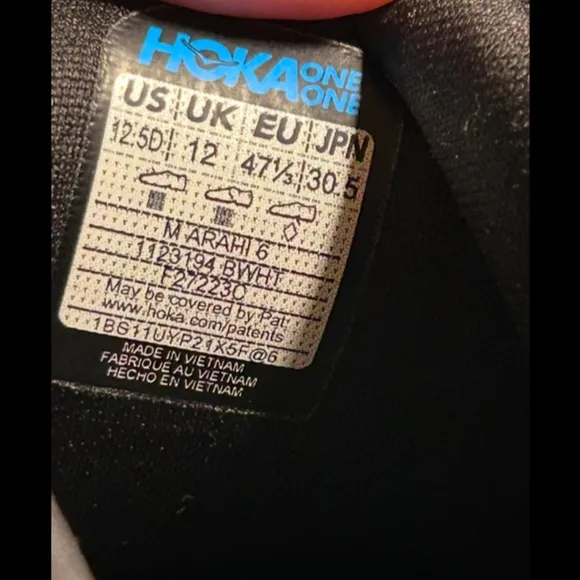 HOKA ONE ONE
US UK EU JPN
12.5D 12 47⅓ 30.5
M ARAHI 6
1123194 BWHT
F27223C
May be covered by Pat.
www.hoka.com/patents
1BG11UYP21X5F@6
MADE IN VIETNAM
FABRIQUE AU VIETNAM
HECHO EN VIETNAM